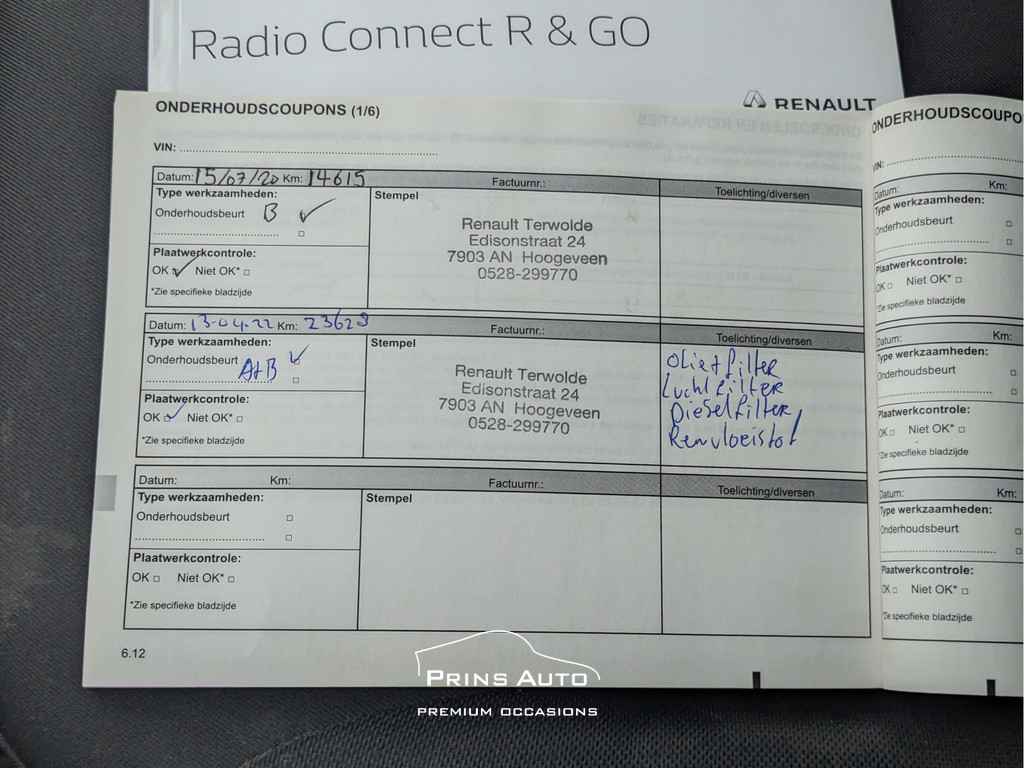 Radio Connect R & GO
RENAULT
ONDERHOUDSCOUPONS (1/6)
VIN:
Datum: 15/07/20 Km: 14615 Factuurnr.: Toelichting/diversen
Type werkzaamheden: Stempel
Onderhoudsbeurt B
Plaatwerkcontrole:
OK Niet OK*
*Zie specifieke bladzijde
Renault Terwolde
Edisonstraat 24
7903 AN Hoogeveen
0528-299770
Datum: 13-04-22 Km: 23629 Factuurnr.: Toelichting/diversen
Type werkzaamheden: Stempel
Onderhoudsbeurt
A+B
Plaatwerkcontrole:
OK Niet OK*
*Zie specifieke bladzijde
Renault Terwolde
Edisonstraat 24
7903 AN Hoogeveen
0528-299770
Olie+filter
Luchtfilter
Dieselfilter
Remvloeistof
Datum: Km: Factuurnr.: Toelichting/diversen
Type werkzaamheden: Stempel
Onderhoudsbeurt
Plaatwerkcontrole:
OK Niet OK*
*Zie specifieke bladzijde
6.12
ONDERHOUDSCOUPO
VIN:
Datum: Km:
Type werkzaamheden:
Onderhoudsbeurt
Plaatwerkcontrole:
OK Niet OK*
*Zie specifieke bladzijde
Datum: Km:
Type werkzaamheden:
Onderhoudsbeurt
Plaatwerkcontrole:
OK Niet OK*
*Zie specifieke bladzijde
Datum: Km:
Type werkzaamheden:
Onderhoudsbeurt
Plaatwerkcontrole:
OK Niet OK*
*Zie specifieke bladzijde
PRINS AUTO
PREMIUM OCCASIONS